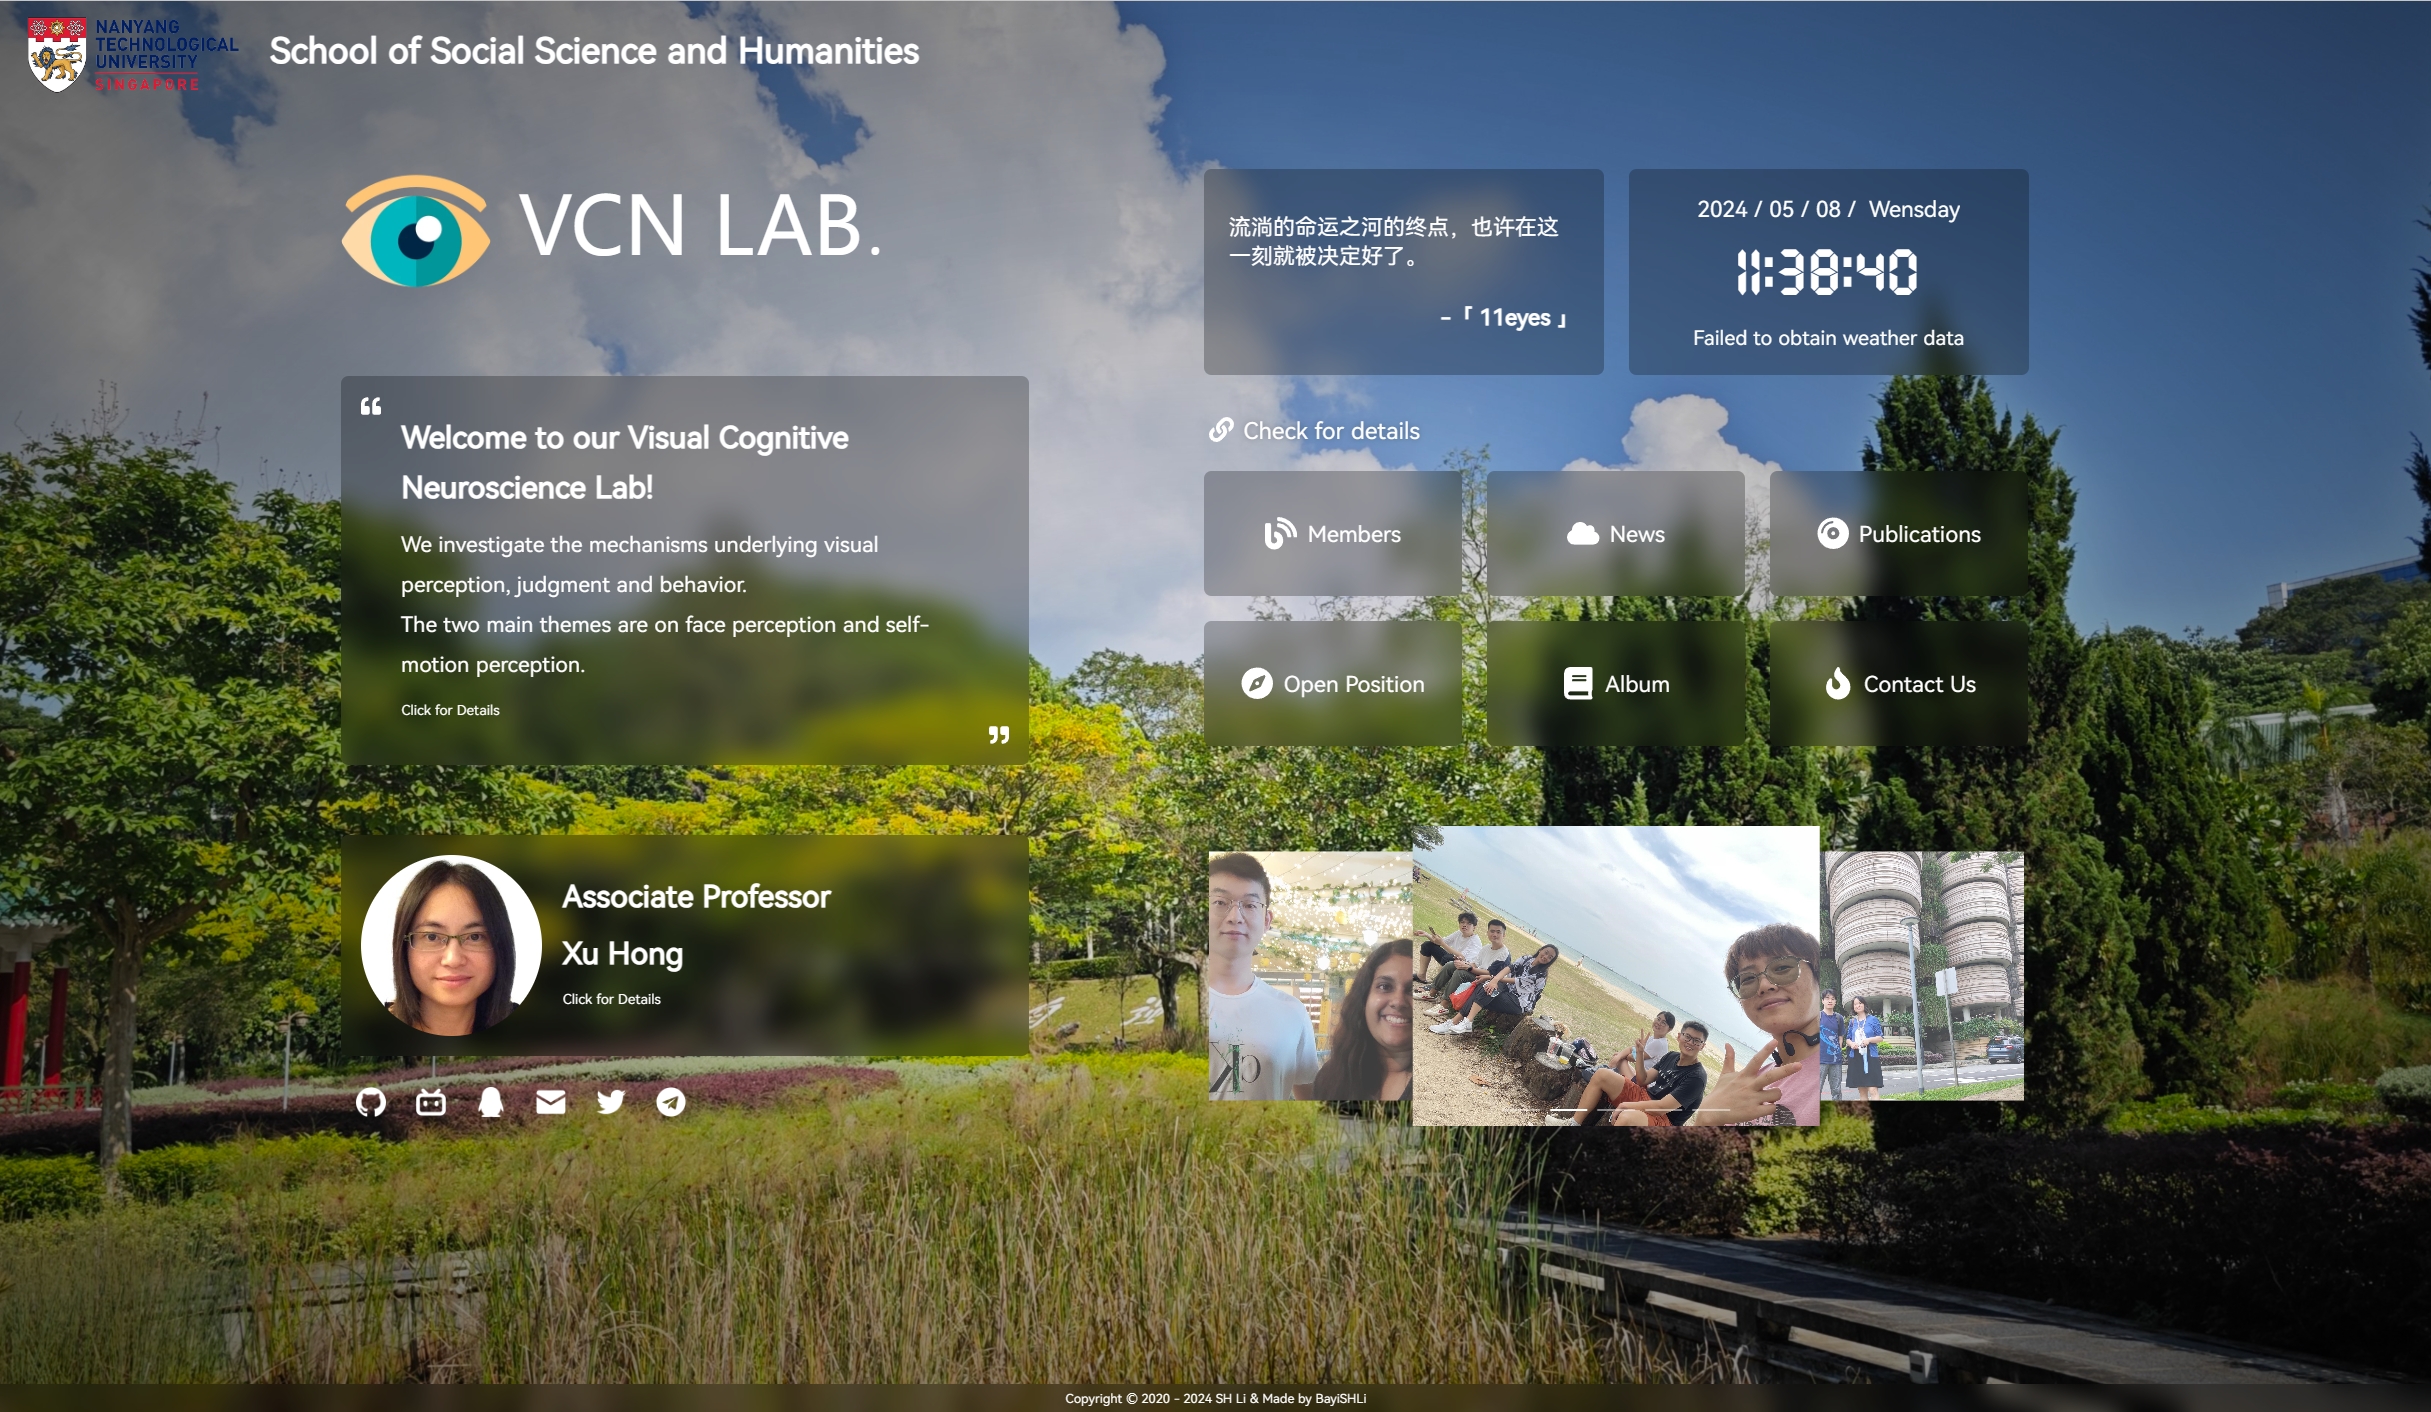 NANYANG
TECHNOLOGICAL
UNIVERSITY
SINGAPORE
School of Social Science and Humanities
VCN LAB.
流淌的命运之河的终点，也许在这
一刻就被决定好了。
-「 11eyes 」
2024 / 05 / 08 / Wensday
11:38:40
Failed to obtain weather data
“
Welcome to our Visual Cognitive
Neuroscience Lab!
We investigate the mechanisms underlying visual
perception, judgment and behavior.
The two main themes are on face perception and self-
motion perception.
Click for Details
”
Check for details
Members
News
Publications
Open Position
Album
Contact Us
Associate Professor
Xu Hong
Click for Details
Copyright © 2020 - 2024 SH Li & Made by BayiSHLi